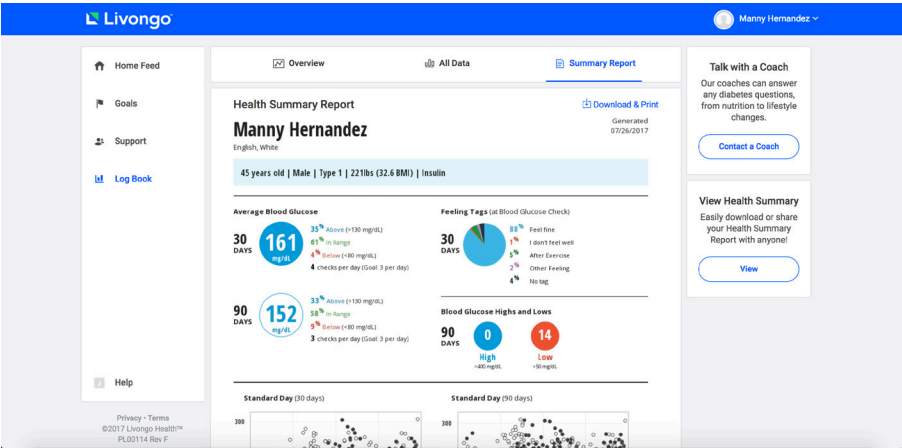 Livongo
Manny Hernandez
Home Feed
Goals
Support
Log Book
Help
Privacy • Terms
©2017 Livongo Health™
PL00114 Rev F
Overview
All Data
Summary Report
Health Summary Report
Download & Print
Manny Hernandez
Generated
07/26/2017
English, White
45 years old | Male | Type 1 | 221lbs (32.6 BMI) | Insulin
Average Blood Glucose
30
DAYS
161
mg/dL
35% Above (>130 mg/dL)
61% In Range
4% Below (<80 mg/dL)
4 checks per day (Goal: 3 per day)
90
DAYS
152
mg/dL
33% Above (>130 mg/dL)
58% In Range
9% Below (<80 mg/dL)
3 checks per day (Goal: 3 per day)
Feeling Tags (at Blood Glucose Check)
30
DAYS
88% Feel fine
1% I don't feel well
5% After Exercise
2% Other Feeling
4% No tag
Blood Glucose Highs and Lows
90
DAYS
0
High
>400 mg/dL
14
Low
<50 mg/dL
Standard Day (30 days)
300
Standard Day (90 days)
300
Talk with a Coach
Our coaches can answer
any diabetes questions,
from nutrition to lifestyle
changes.
Contact a Coach
View Health Summary
Easily download or share
your Health Summary
Report with anyone!
View